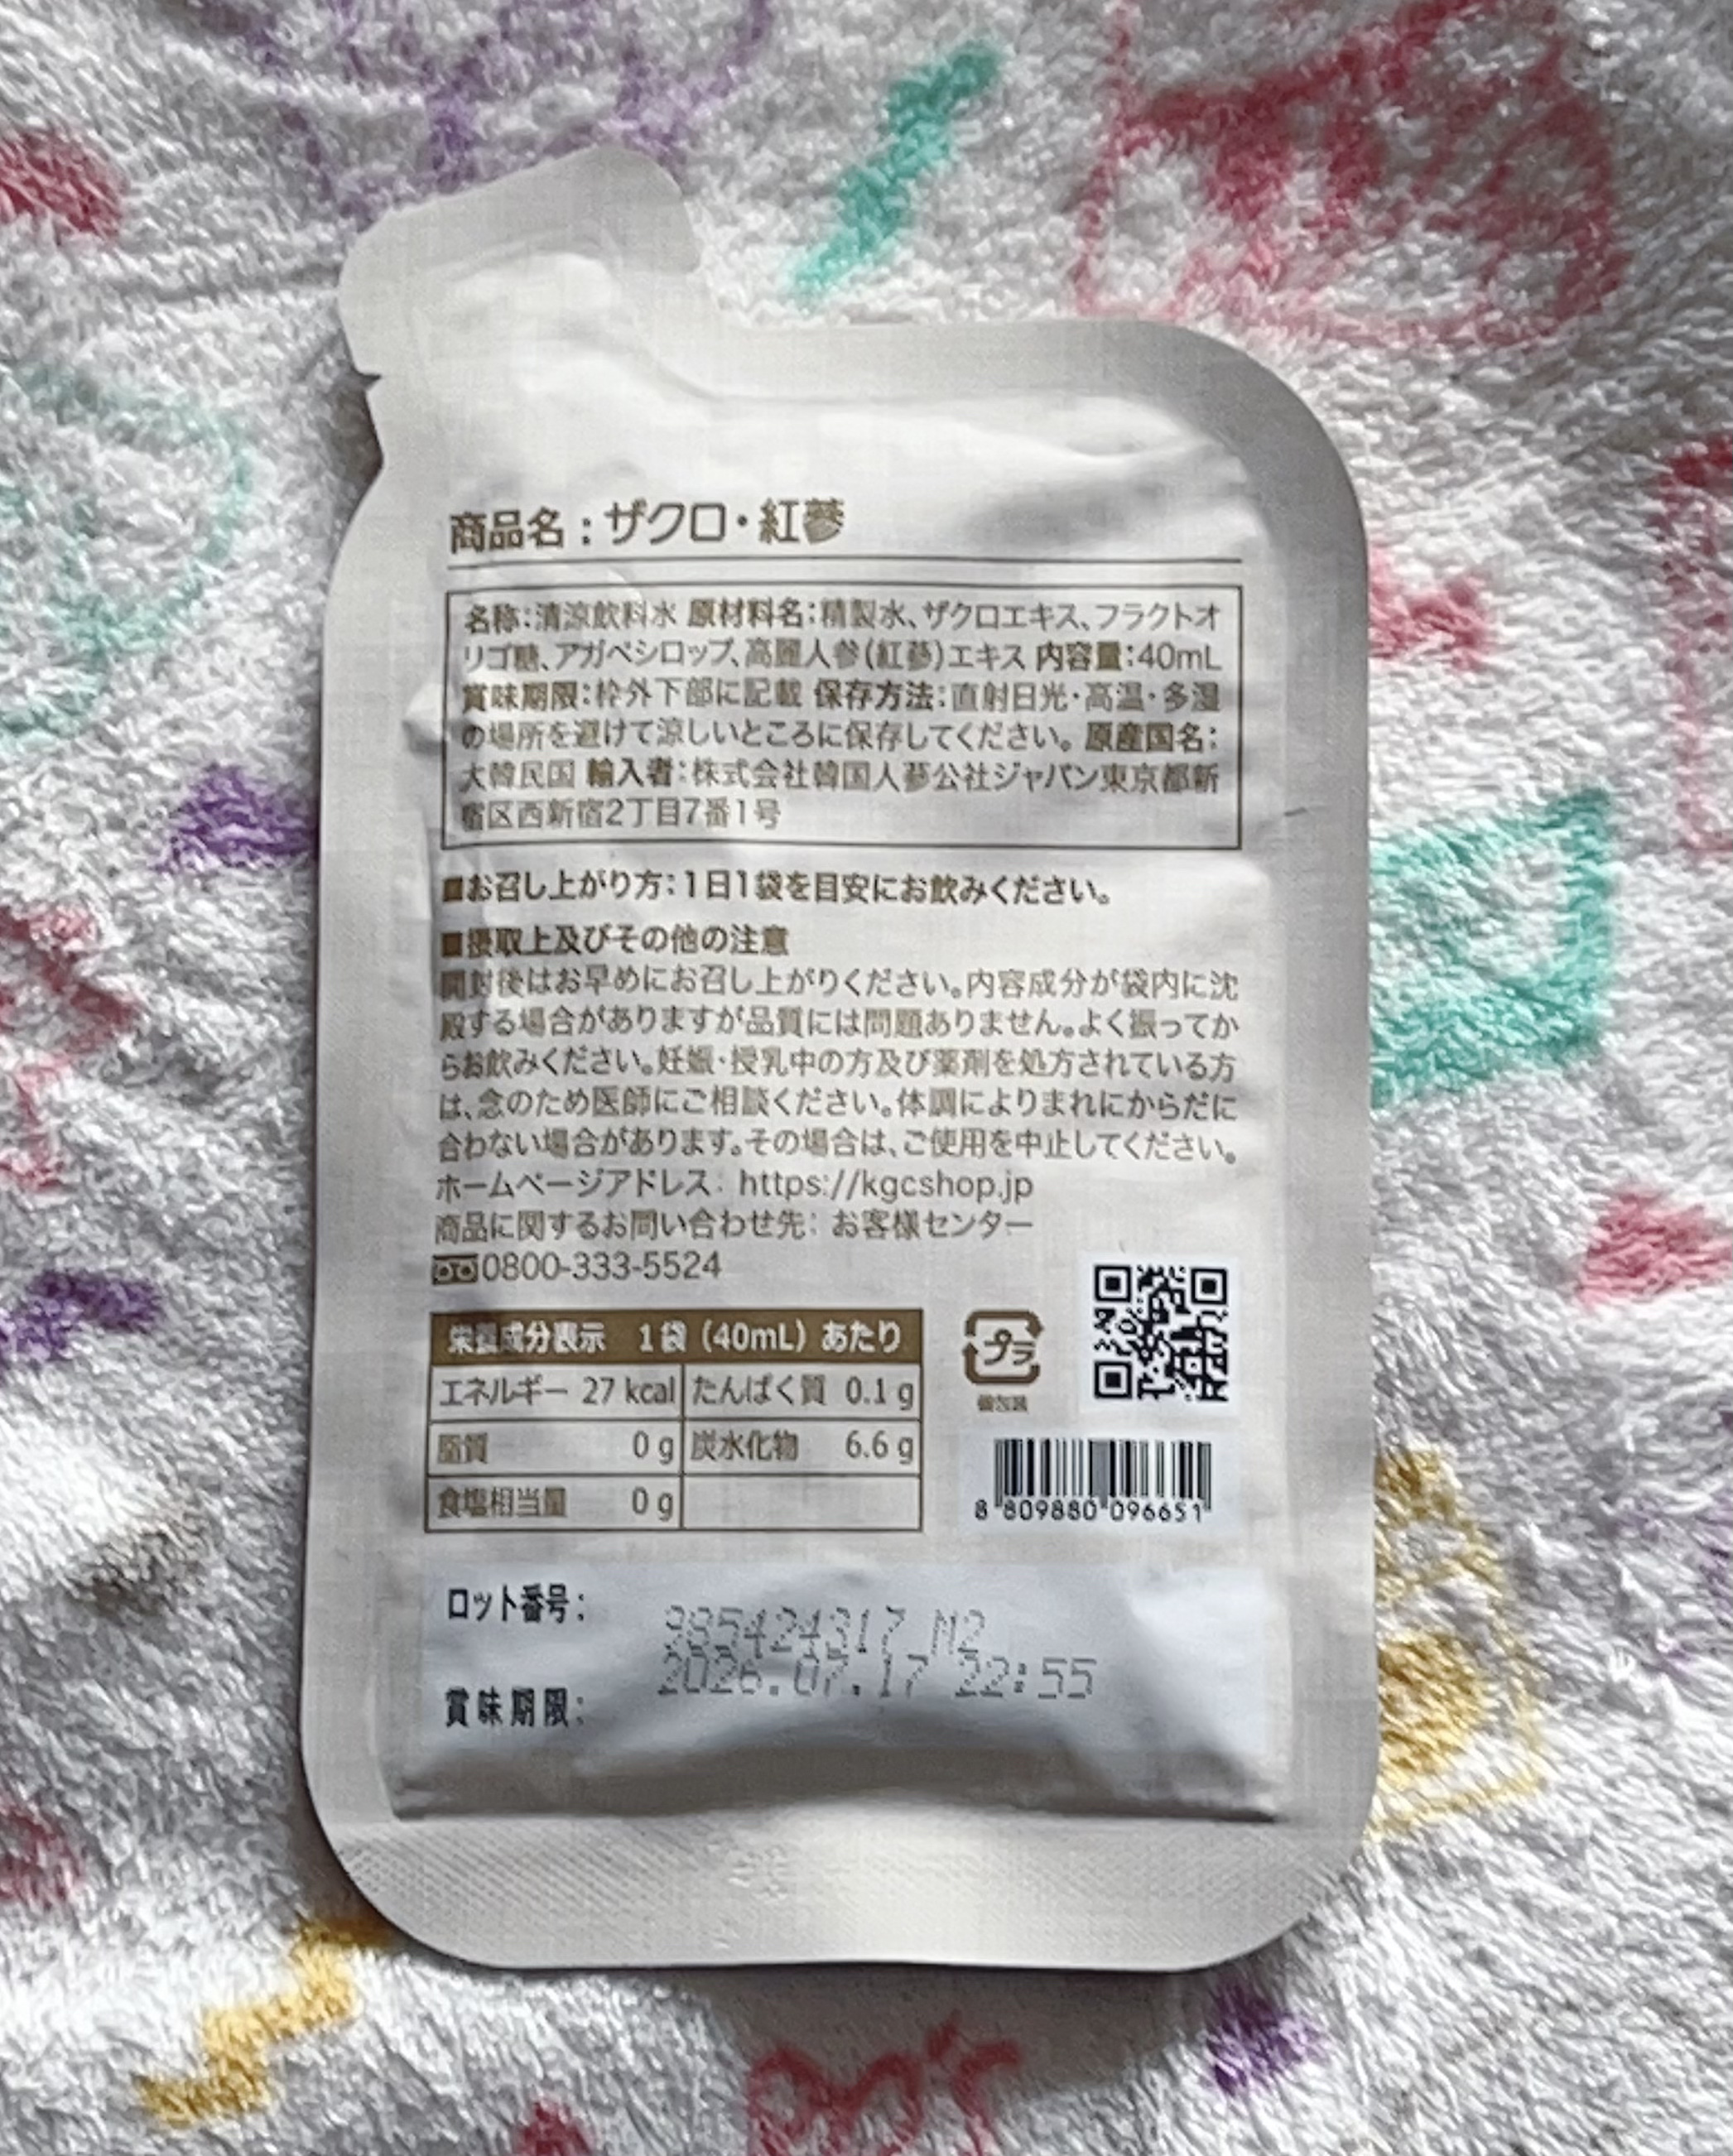 商品名：ザクロ・紅蔘
名称：清涼飲料水 原材料名：精製水、ザクロエキス、フラクトオ
リゴ糖、アガベシロップ、高麗人参(紅蔘)エキス 内容量：40mL
賞味期限：枠外下部に記載 保存方法：直射日光・高温・多湿
の場所を避けて涼しいところに保存してください。原産国名：
大韓民国 輸入者：株式会社韓国人蔘公社ジャパン東京都新
宿区西新宿2丁目7番1号
■お召し上がり方：1日1袋を目安にお飲みください。
■摂取上及びその他の注意
開封後はお早めにお召し上がりください。内容成分が袋内に沈
殿する場合がありますが品質には問題ありません。よく振ってか
らお飲みください。妊娠・授乳中の方及び薬剤を処方されている方
は、念のため医師にご相談ください。体調によりまれにからだに
合わない場合があります。その場合は、ご使用を中止してください。
ホームページアドレス：https://kgcshop.jp
商品に関するお問い合わせ先：お客様センター
0800-333-5524
栄養成分表示 1袋（40mL）あたり
エネルギー 27 kcal たんぱく質 0.1 g
脂質 0 g 炭水化物 6.6 g
食塩相当量 0 g
プラ
個包装
8 809880 096651
ロット番号：
985424317 M2
2026.07.17 22:55
賞味期限：